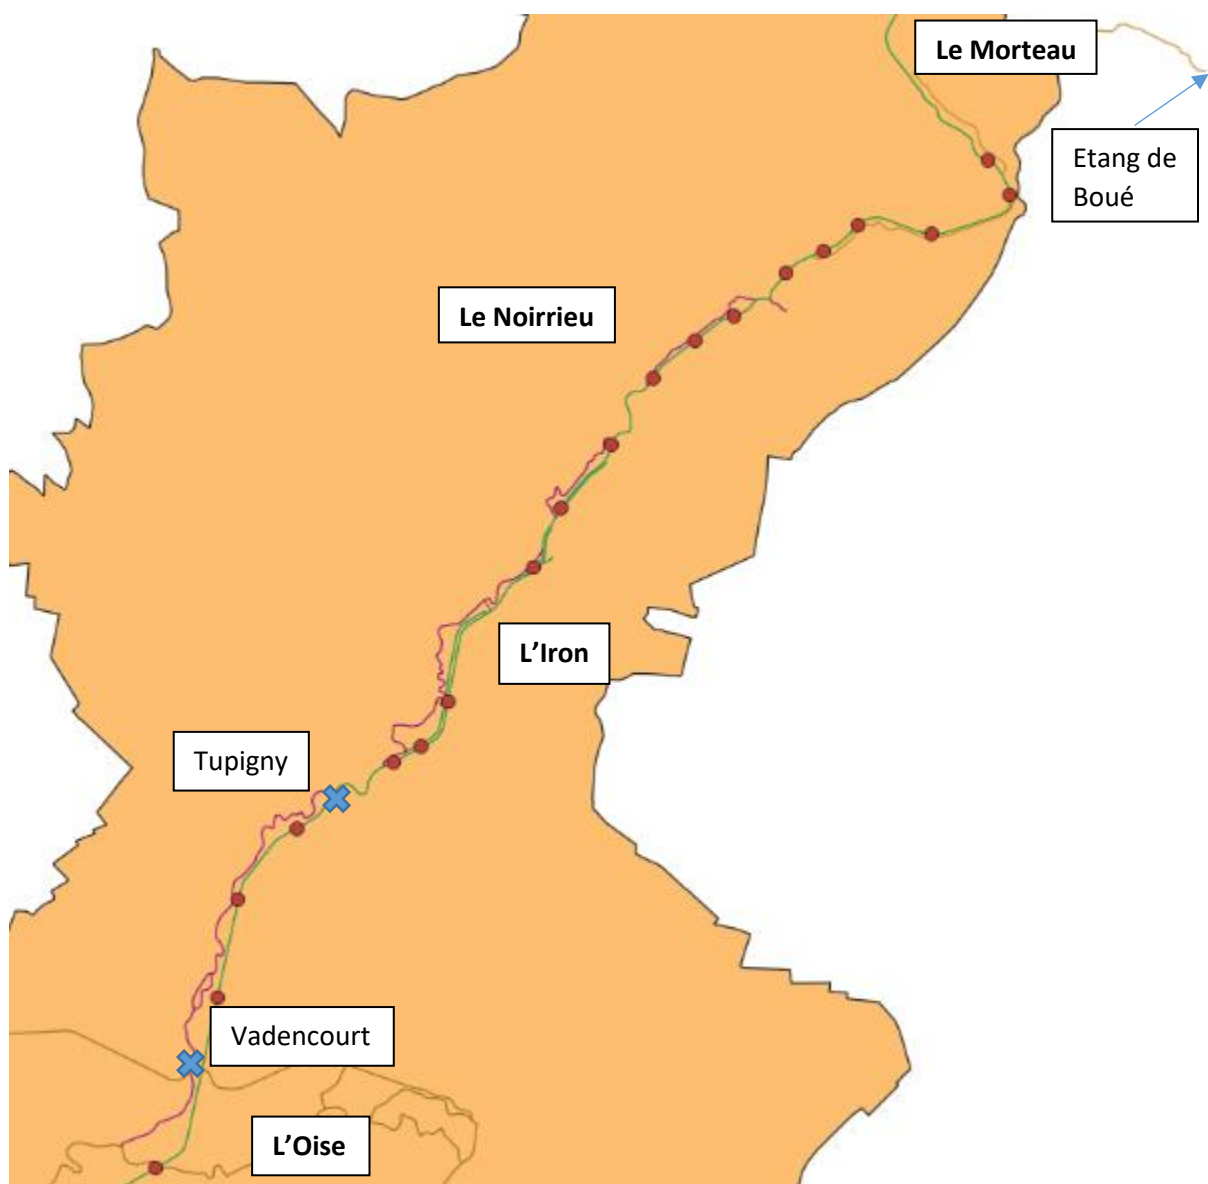 Le Morteau
Etang de
Boué
Le Noirrieu
L’Iron
Tupigny
Vadencourt
L’Oise